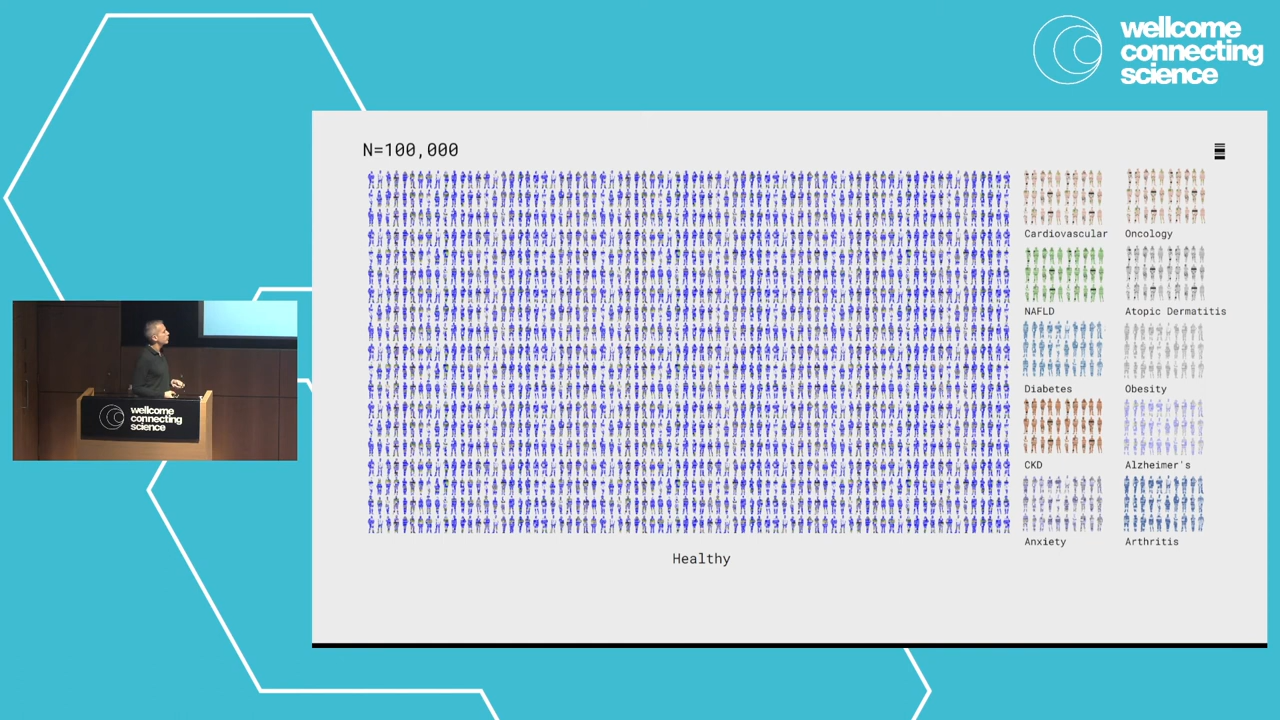 wellcome
connecting
science
N=100,000
Cardiovascular
Oncology
NAFLD
Atopic Dermatitis
Diabetes
Obesity
CKD
Alzheimer's
Anxiety
Arthritis
Healthy
wellcome
connecting
science